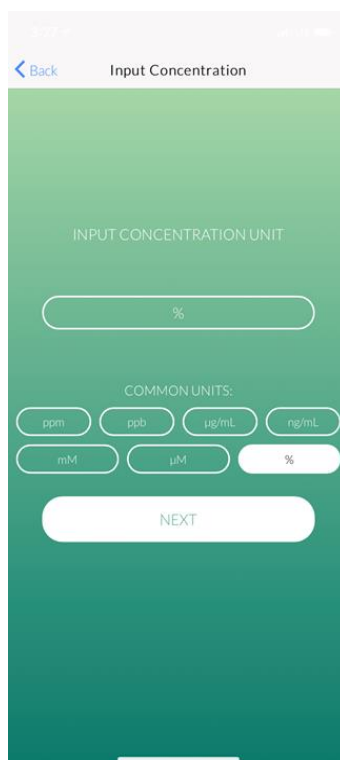 Back Input Concentration
INPUT CONCENTRATION UNIT
%
COMMON UNITS:
ppm ppb µg/mL ng/mL
mM µM %
NEXT